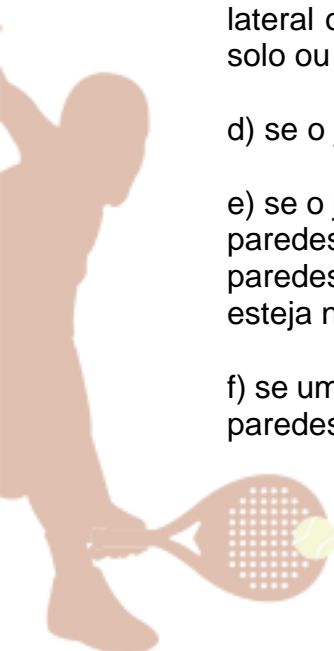 lateral
solo ou
d) se o
e) se o
paredes
paredes
esteja
f) se um
paredes